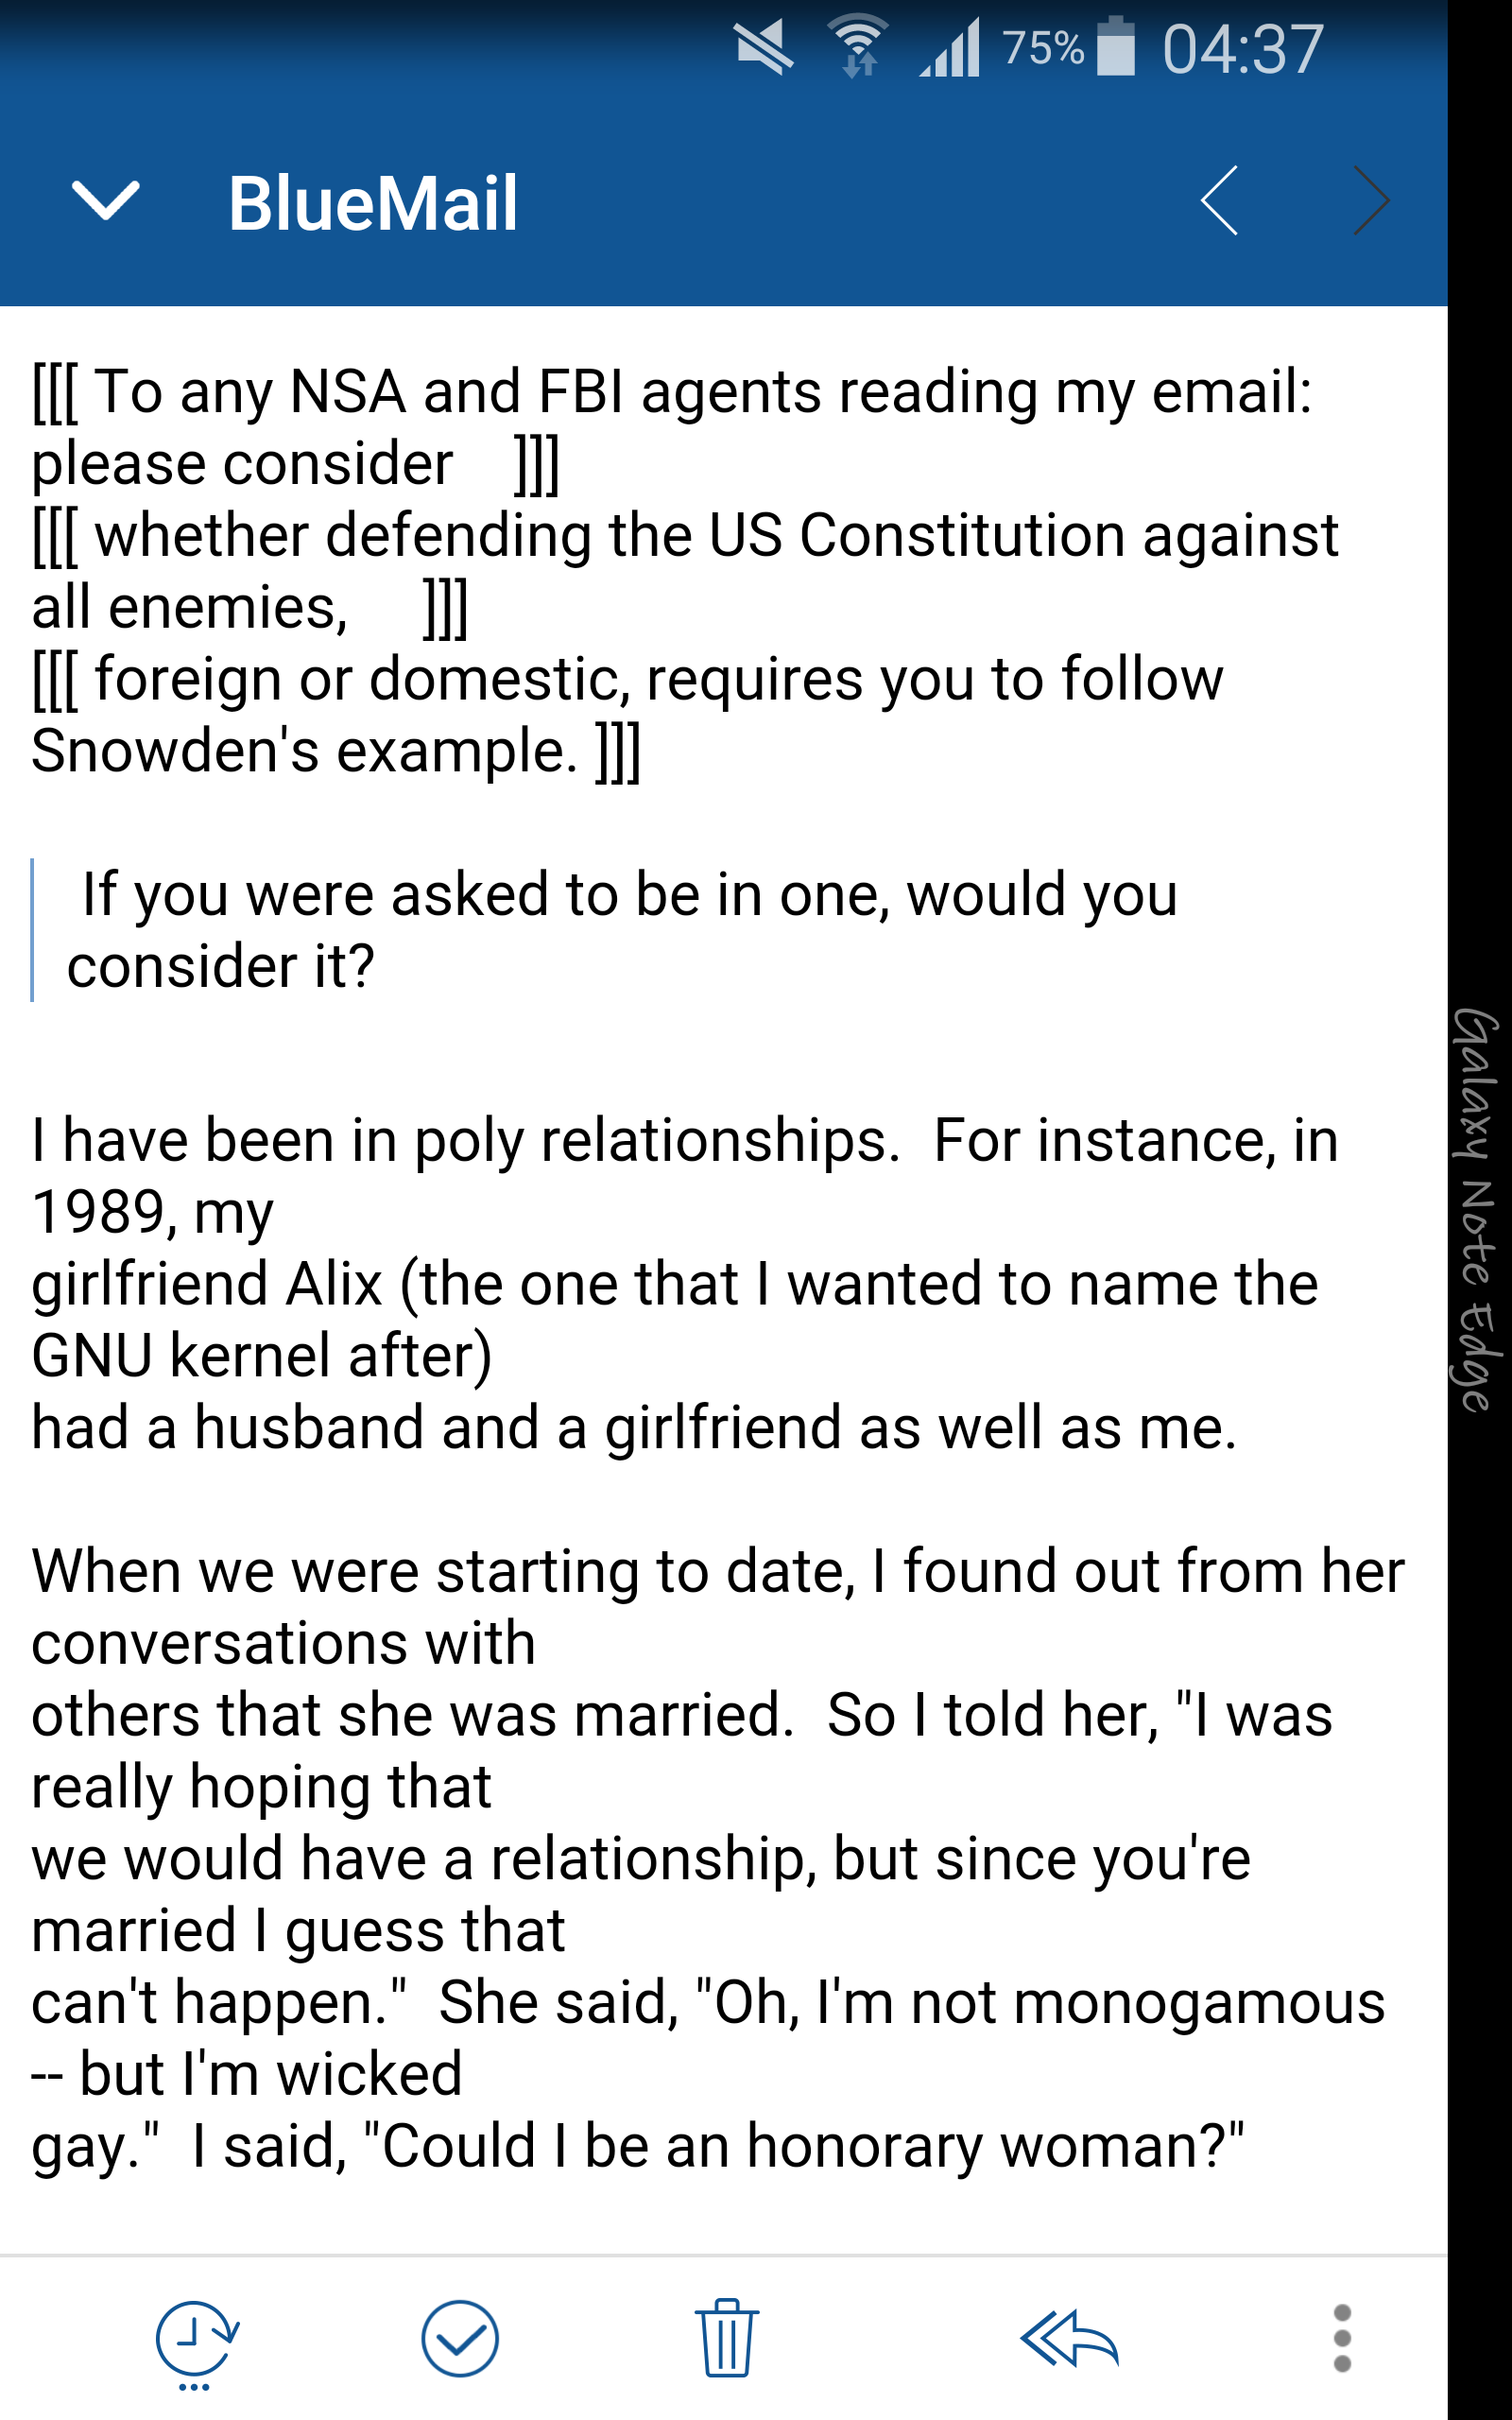 75% 04:37
BlueMail
[[[ To any NSA and FBI agents reading my email:
please consider    ]]]
[[[ whether defending the US Constitution against
all enemies,     ]]]
[[[ foreign or domestic, requires you to follow
Snowden's example. ]]]
If you were asked to be in one, would you
consider it?
I have been in poly relationships.  For instance, in
1989, my
girlfriend Alix (the one that I wanted to name the
GNU kernel after)
had a husband and a girlfriend as well as me.
When we were starting to date, I found out from her
conversations with
others that she was married.  So I told her, "I was
really hoping that
we would have a relationship, but since you're
married I guess that
can't happen."  She said, "Oh, I'm not monogamous
-- but I'm wicked
gay."  I said, "Could I be an honorary woman?"
Galaxy Note Edge